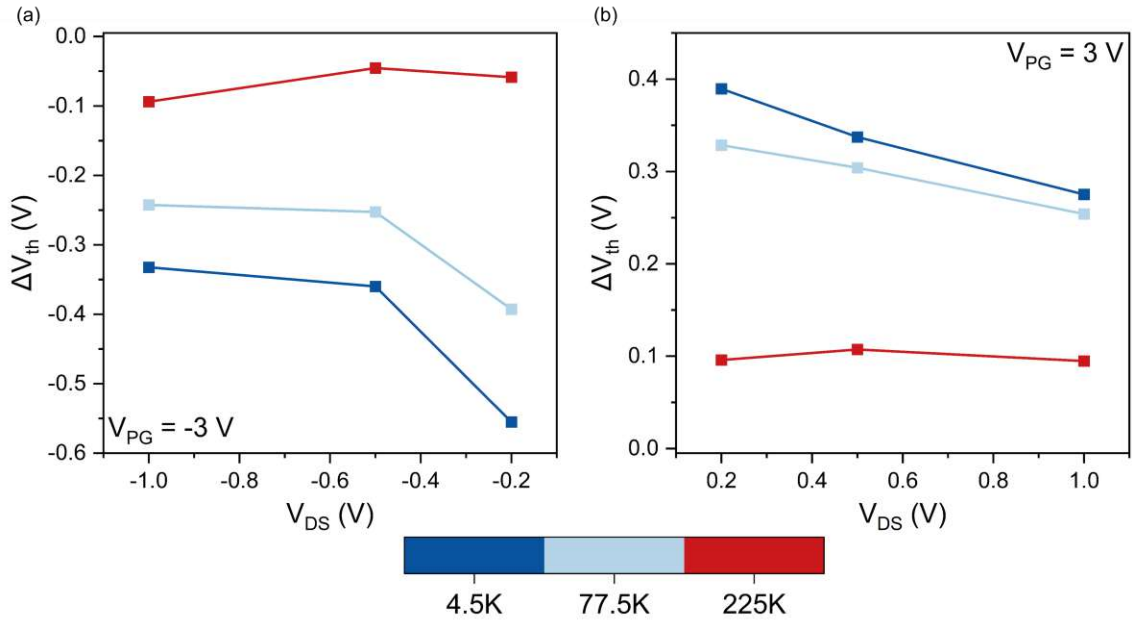 (a)
0.0
-0.1
-0.2
-0.3
-0.4
-0.5
-0.6
ΔVth (V)
VPG = -3 V
-1.0 -0.8 -0.6 -0.4 -0.2
VDS (V)
(b)
VPG = 3 V
0.4
0.3
0.2
0.1
0.0
ΔVth (V)
0.2 0.4 0.6 0.8 1.0
VDS (V)
4.5K 77.5K 225K